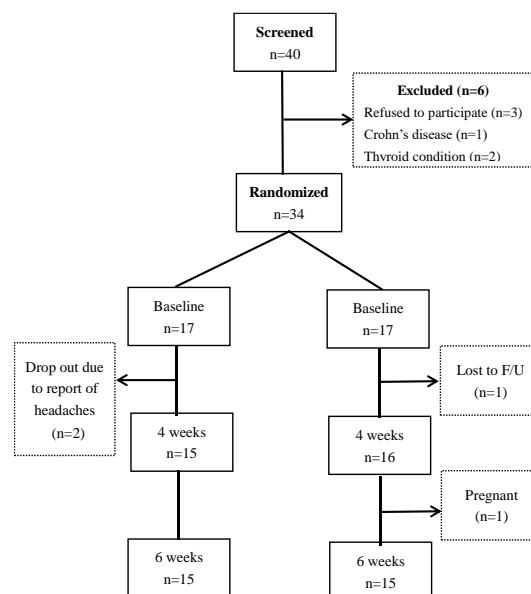 Screened
n=40
Excluded (n=6)
Refused to participate (n=3)
Crohn's disease (n=1)
Thyroid condition (n=2)
Randomized
n=34
Baseline
n=17
Baseline
n=17
Drop out due
to report of
headaches
(n=2)
Lost to F/U
(n=1)
4 weeks
n=15
4 weeks
n=16
Pregnant
(n=1)
6 weeks
n=15
6 weeks
n=15